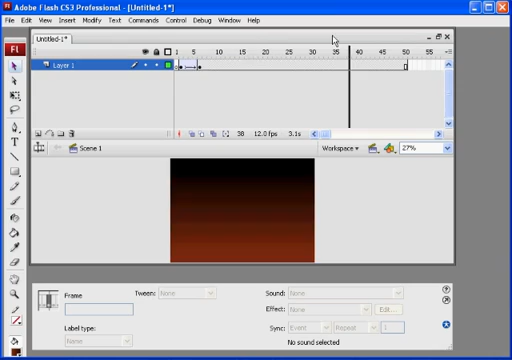 Adobe Flash CS3 Professional - [Untitled-1*]
File Edit View Insert Modify Text Commands Control Debug Window Help
Fl
Untitled-1*
1 5 10 15 20 25 30 35 40 45 50 55
Layer 1
38 12.0 fps 3.1s
Scene 1 Workspace 27%
Frame Tween: None Sound: None
Effect: None Edit...
Label type: Sync: Event Repeat 1
None No sound selected